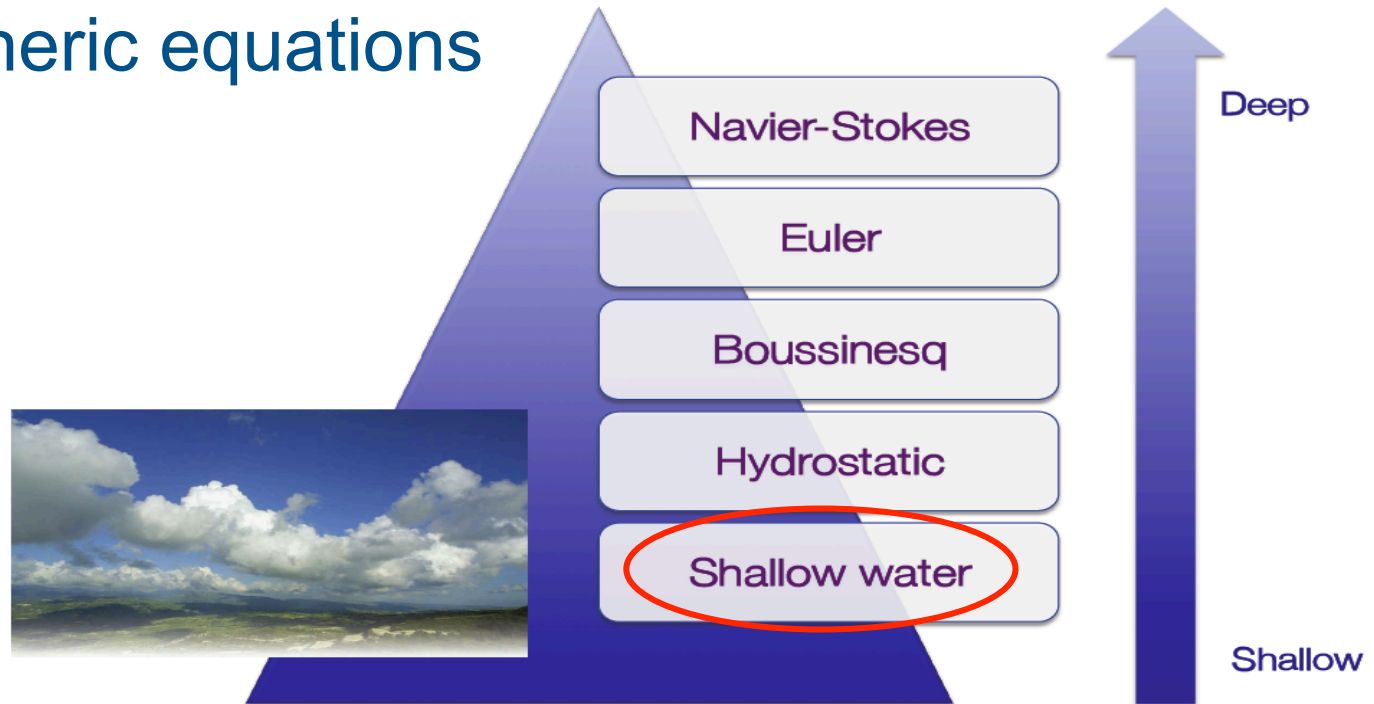 neric equations
Navier-Stokes
Deep
Euler
Boussinesq
Hydrostatic
Shallow water
Shallow